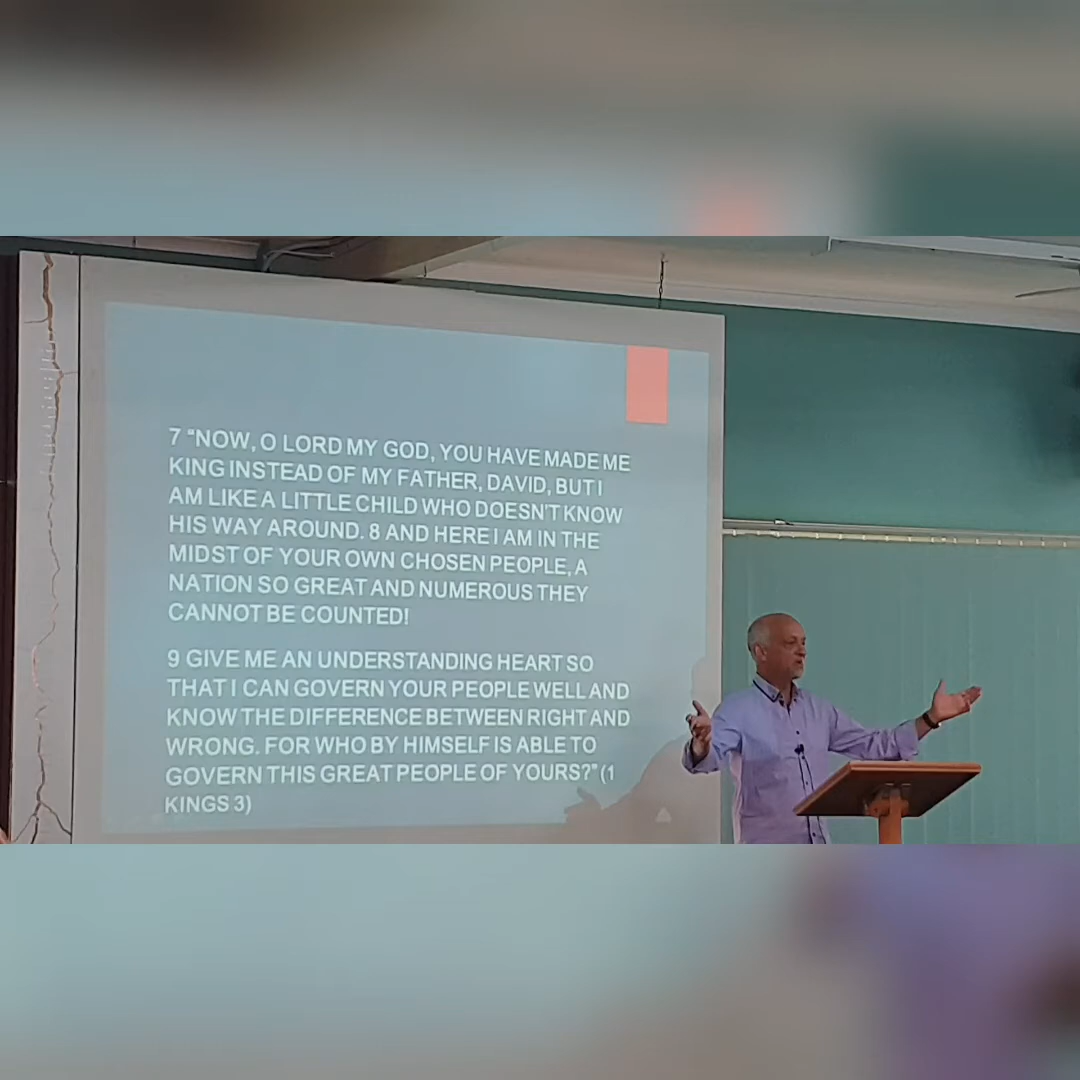 7 “NOW, O LORD MY GOD, YOU HAVE MADE ME
KING INSTEAD OF MY FATHER, DAVID, BUT I
AM LIKE A LITTLE CHILD WHO DOESN'T KNOW
HIS WAY AROUND. 8 AND HERE I AM IN THE
MIDST OF YOUR OWN CHOSEN PEOPLE, A
NATION SO GREAT AND NUMEROUS THEY
CANNOT BE COUNTED!
9 GIVE ME AN UNDERSTANDING HEART SO
THAT I CAN GOVERN YOUR PEOPLE WELL AND
KNOW THE DIFFERENCE BETWEEN RIGHT AND
WRONG. FOR WHO BY HIMSELF IS ABLE TO
GOVERN THIS GREAT PEOPLE OF YOURS?” (1
KINGS 3)